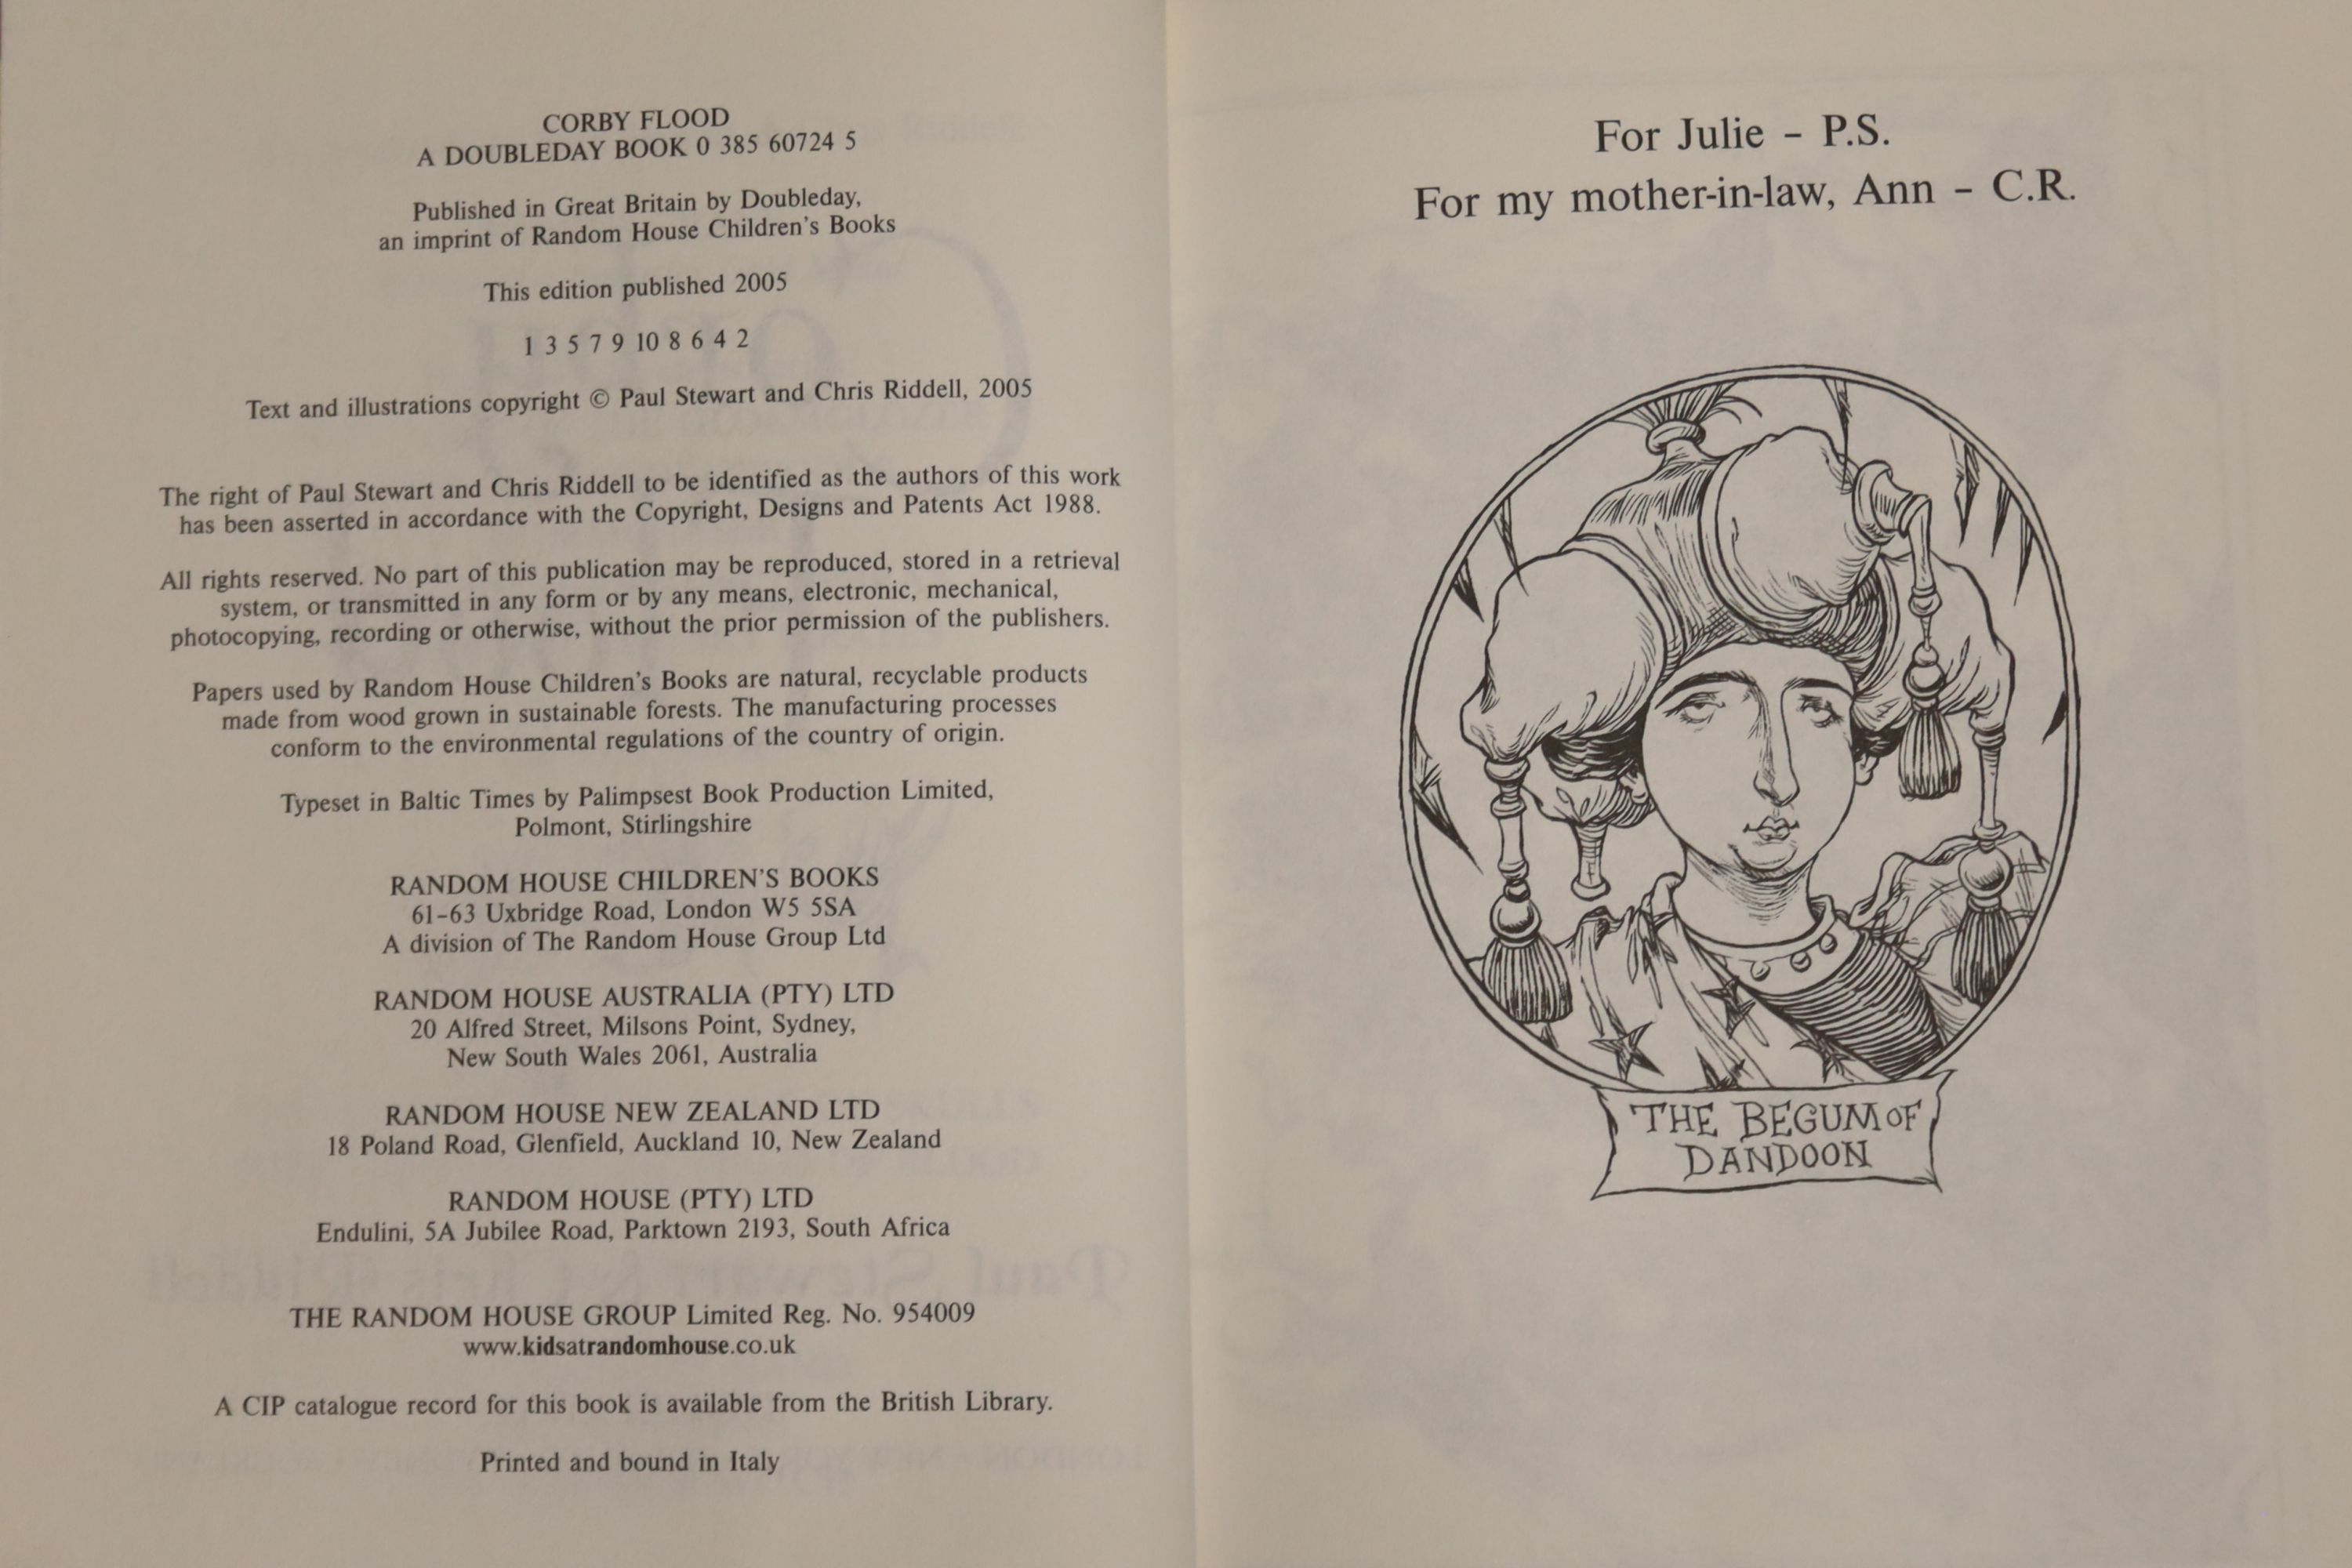 CORBY FLOOD
A DOUBLEDAY BOOK 0 385 60724 5
Published in Great Britain by Doubleday,
an imprint of Random House Children's Books
This edition published 2005
1 3 5 7 9 10 8 6 4 2
Text and illustrations copyright © Paul Stewart and Chris Riddell, 2005
The right of Paul Stewart and Chris Riddell to be identified as the authors of this work
has been asserted in accordance with the Copyright, Designs and Patents Act 1988.
All rights reserved. No part of this publication may be reproduced, stored in a retrieval
system, or transmitted in any form or by any means, electronic, mechanical,
photocopying, recording or otherwise, without the prior permission of the publishers.
Papers used by Random House Children's Books are natural, recyclable products
made from wood grown in sustainable forests. The manufacturing processes
conform to the environmental regulations of the country of origin.
Typeset in Baltic Times by Palimpsest Book Production Limited,
Polmont, Stirlingshire
RANDOM HOUSE CHILDREN'S BOOKS
61–63 Uxbridge Road, London W5 5SA
A division of The Random House Group Ltd
RANDOM HOUSE AUSTRALIA (PTY) LTD
20 Alfred Street, Milsons Point, Sydney,
New South Wales 2061, Australia
RANDOM HOUSE NEW ZEALAND LTD
18 Poland Road, Glenfield, Auckland 10, New Zealand
RANDOM HOUSE (PTY) LTD
Endulini, 5A Jubilee Road, Parktown 2193, South Africa
THE RANDOM HOUSE GROUP Limited Reg. No. 954009
www.kidsatrandomhouse.co.uk
A CIP catalogue record for this book is available from the British Library.
Printed and bound in Italy
For Julie – P.S.
For my mother-in-law, Ann – C.R.
THE BEGUM OF
DANDOON